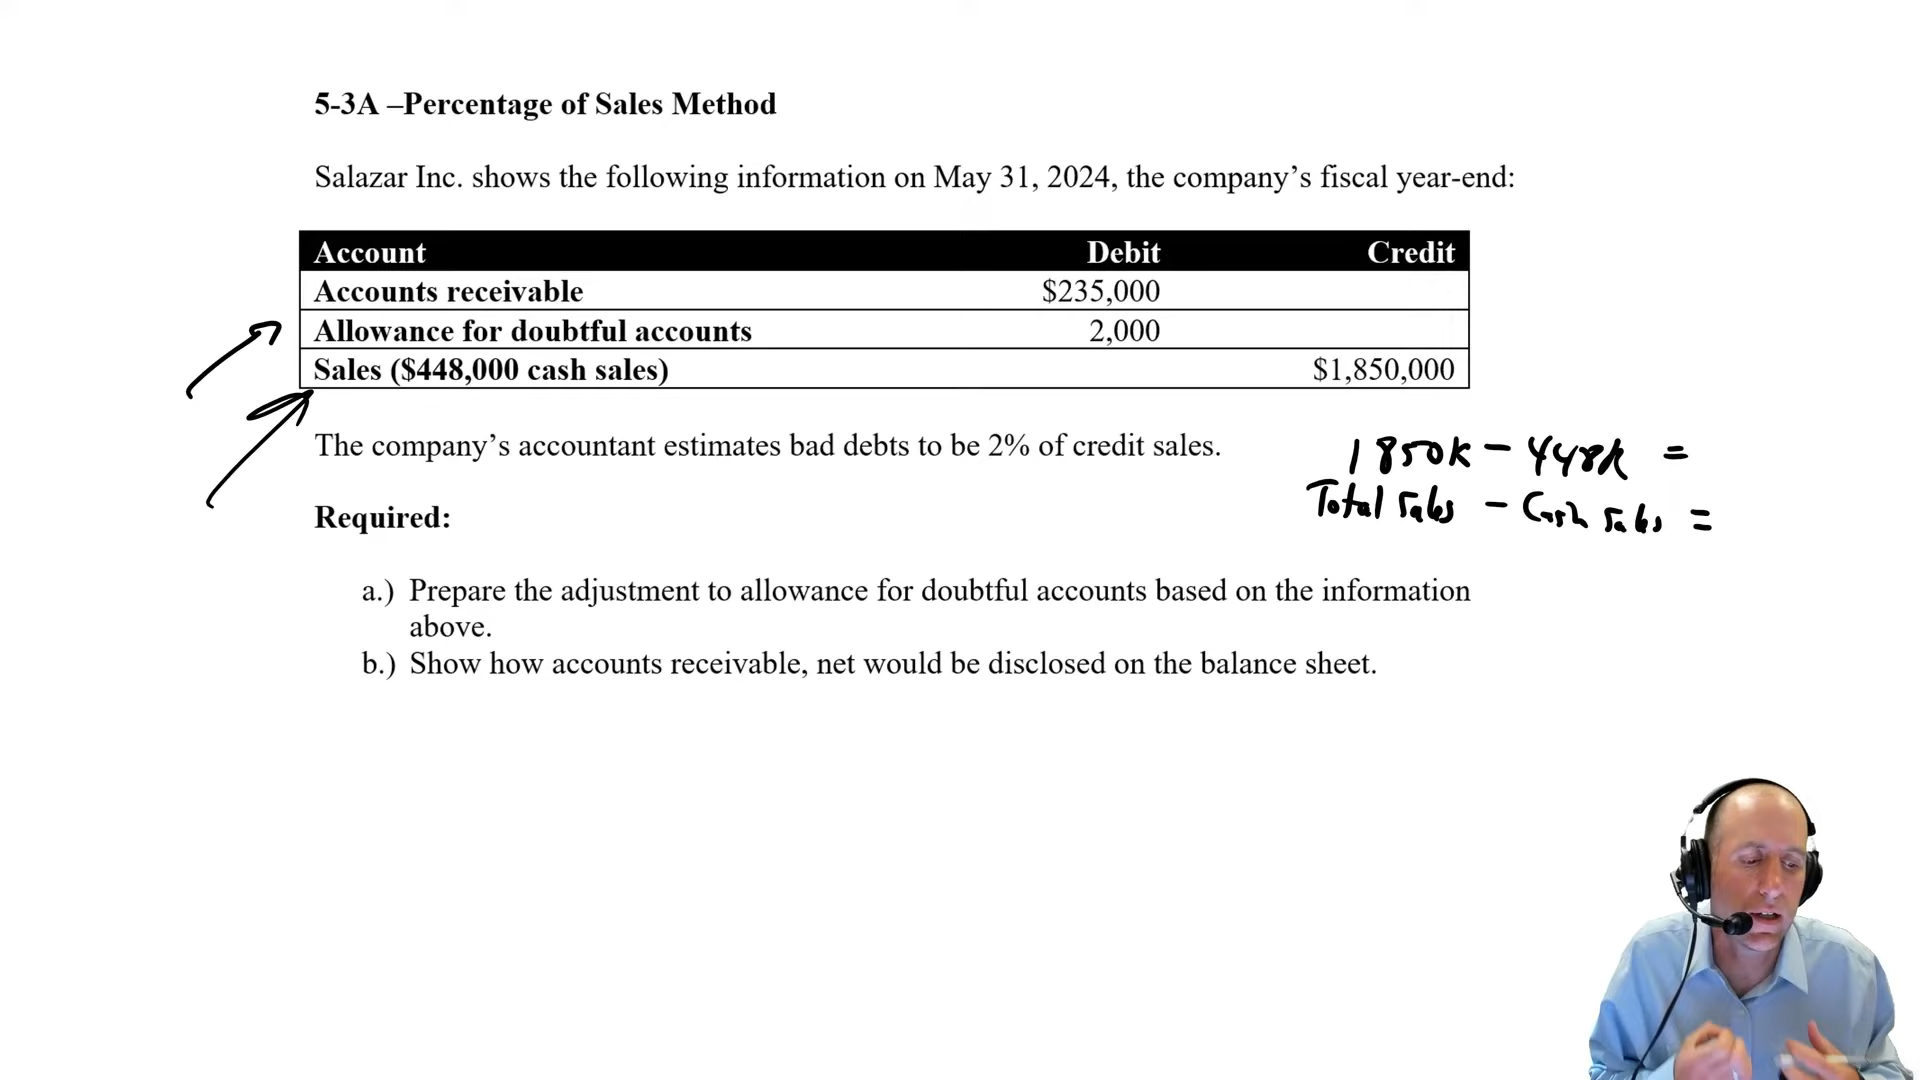 5-3A –Percentage of Sales Method
Salazar Inc. shows the following information on May 31, 2024, the company’s fiscal year-end:
Account Debit Credit
Accounts receivable $235,000
Allowance for doubtful accounts 2,000
Sales ($448,000 cash sales) $1,850,000
The company’s accountant estimates bad debts to be 2% of credit sales.
1850k - 448k =
Total Sales - Cash Sales =
Required:
a.) Prepare the adjustment to allowance for doubtful accounts based on the information
above.
b.) Show how accounts receivable, net would be disclosed on the balance sheet.